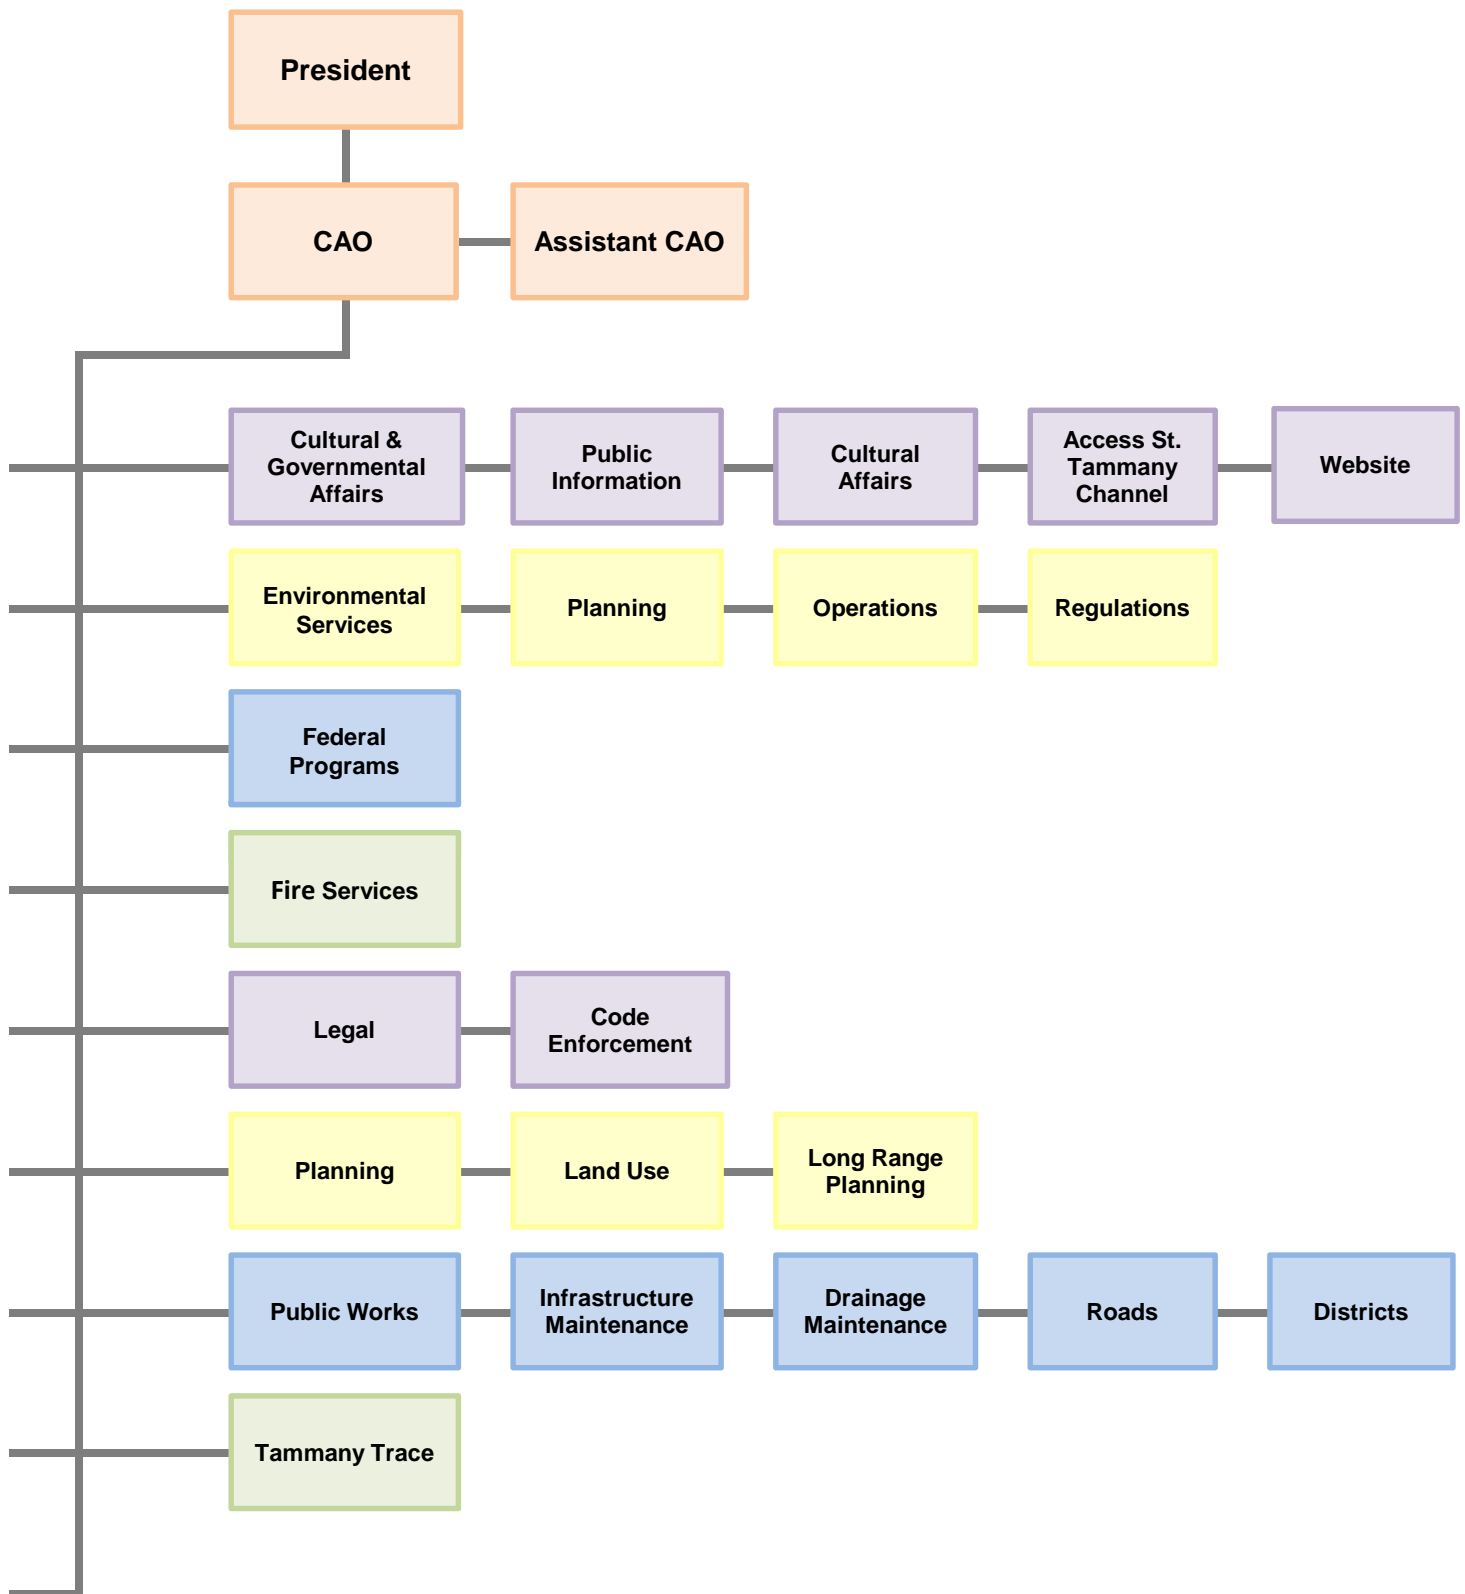 President
CAO
Assistant CAO
Cultural &
Governmental
Affairs
Public
Information
Cultural
Affairs
Access St.
Tammany
Channel
Website
Environmental
Services
Planning
Operations
Regulations
Federal
Programs
Fire Services
Legal
Code
Enforcement
Planning
Land Use
Long Range
Planning
Public Works
Infrastructure
Maintenance
Drainage
Maintenance
Roads
Districts
Tammany Trace